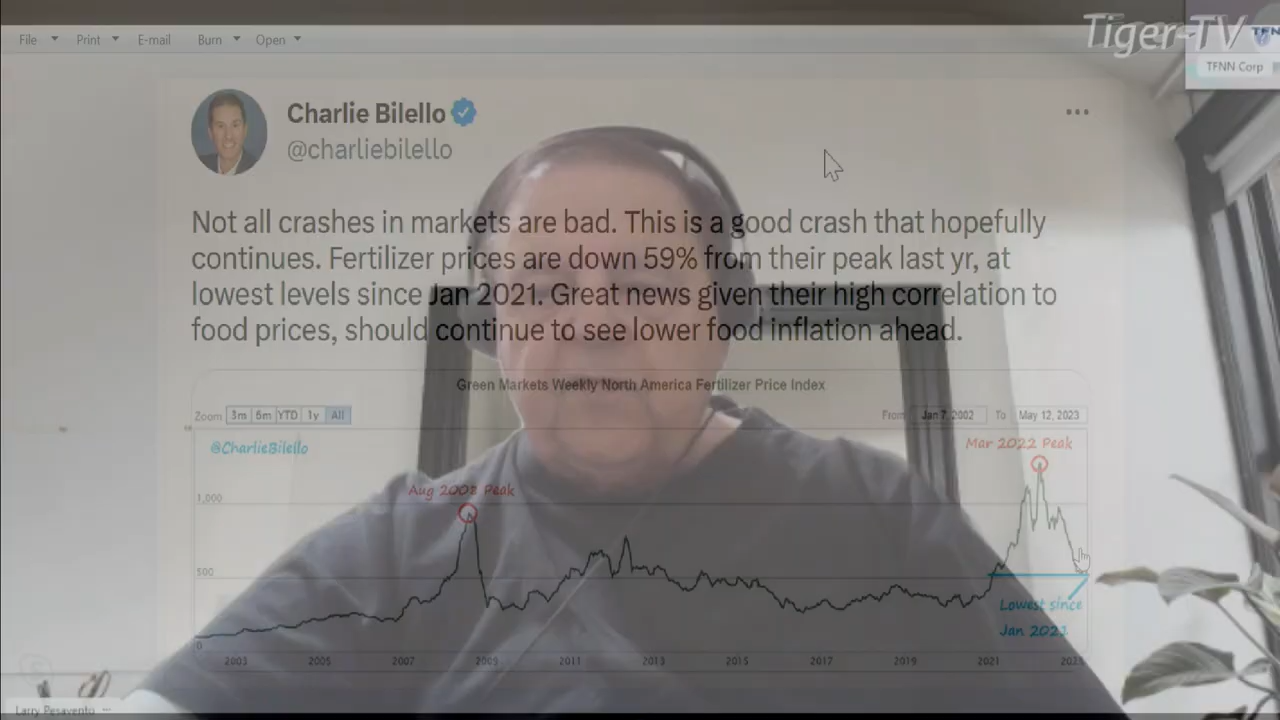 File Print E-mail Burn Open
Tiger-TV
TFNN Corp
Charlie Bilello
@charliebilello
Not all crashes in markets are bad. This is a good crash that hopefully
continues. Fertilizer prices are down 59% from their peak last yr, at
lowest levels since Jan 2021. Great news given their high correlation to
food prices, should continue to see lower food inflation ahead.
Green Markets Weekly North America Fertilizer Price Index
Zoom 3m 6m YTD 1y All
From Jan 7, 2002 To May 12, 2023
@CharlieBilello
Mar 2022 Peak
Aug 2008 Peak
1,000
500
0
Lowest since
Jan 2021
2003 2005 2007 2009 2011 2013 2015 2017 2019 2021 2023
Larry Pesavento